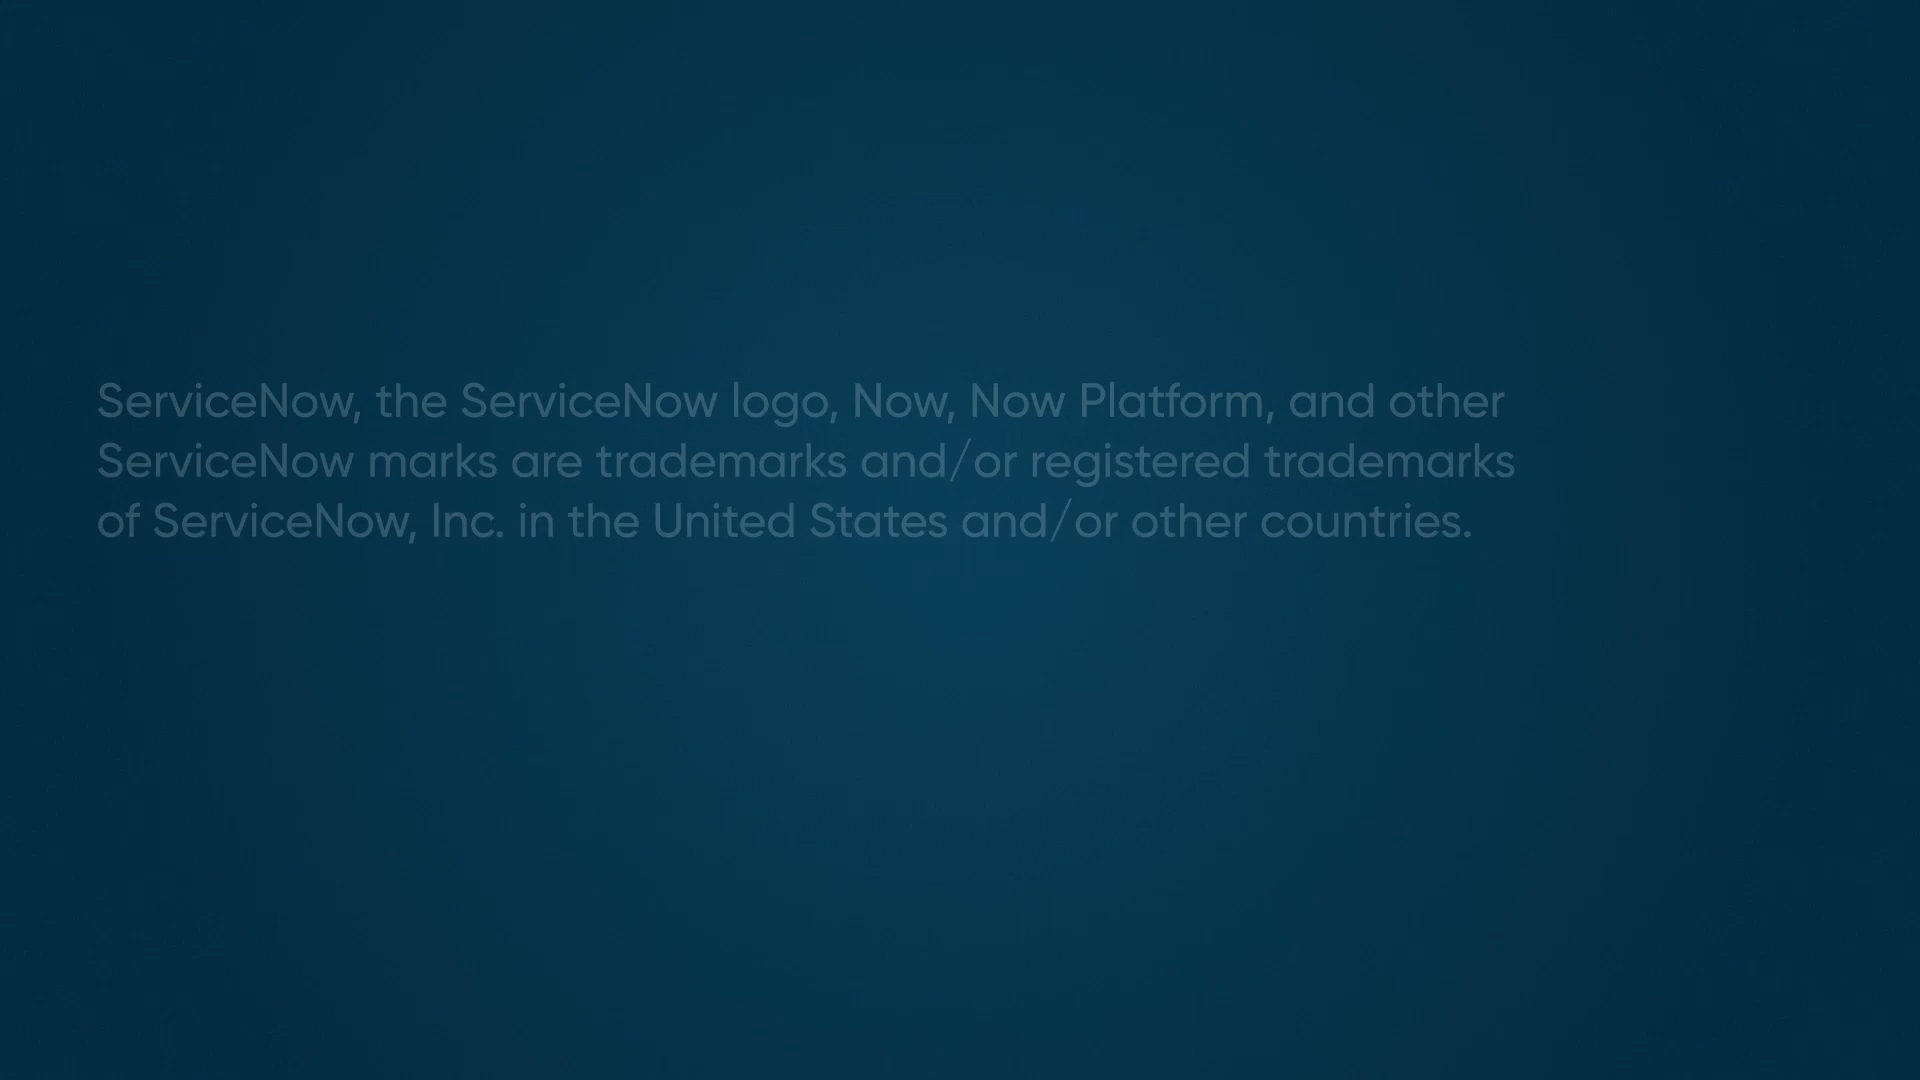 ServiceNow, the ServiceNow logo, Now, Now Platform, and other
ServiceNow marks are trademarks and/or registered trademarks
of ServiceNow, Inc. in the United States and/or other countries.